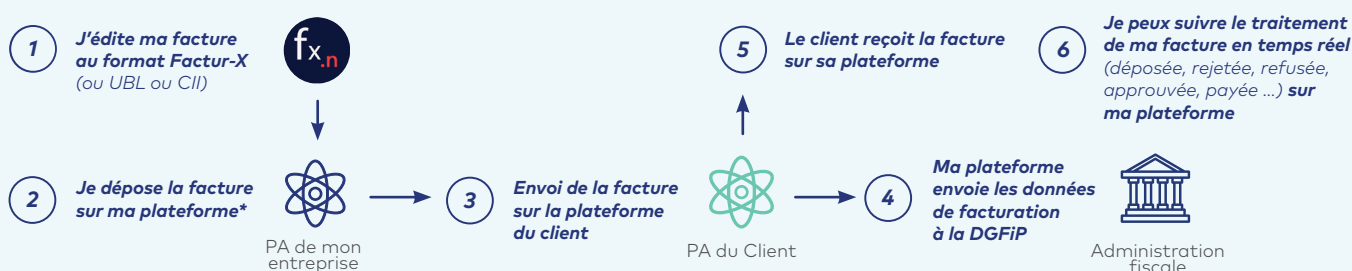 1
J'édite ma facture
au format Factur-X
(ou UBL ou CII)
fx.n
2
Je dépose la facture
sur ma plateforme*
PA de mon
entreprise
3
Envoi de la facture
sur la plateforme
du client
PA du Client
4
Ma plateforme
envoie les données
de facturation
à la DGFiP
Administration
fiscale
5
Le client reçoit la facture
sur sa plateforme
6
Je peux suivre le traitement
de ma facture en temps réel
(déposée, rejetée, refusée,
approuvée, payée ...) sur
ma plateforme